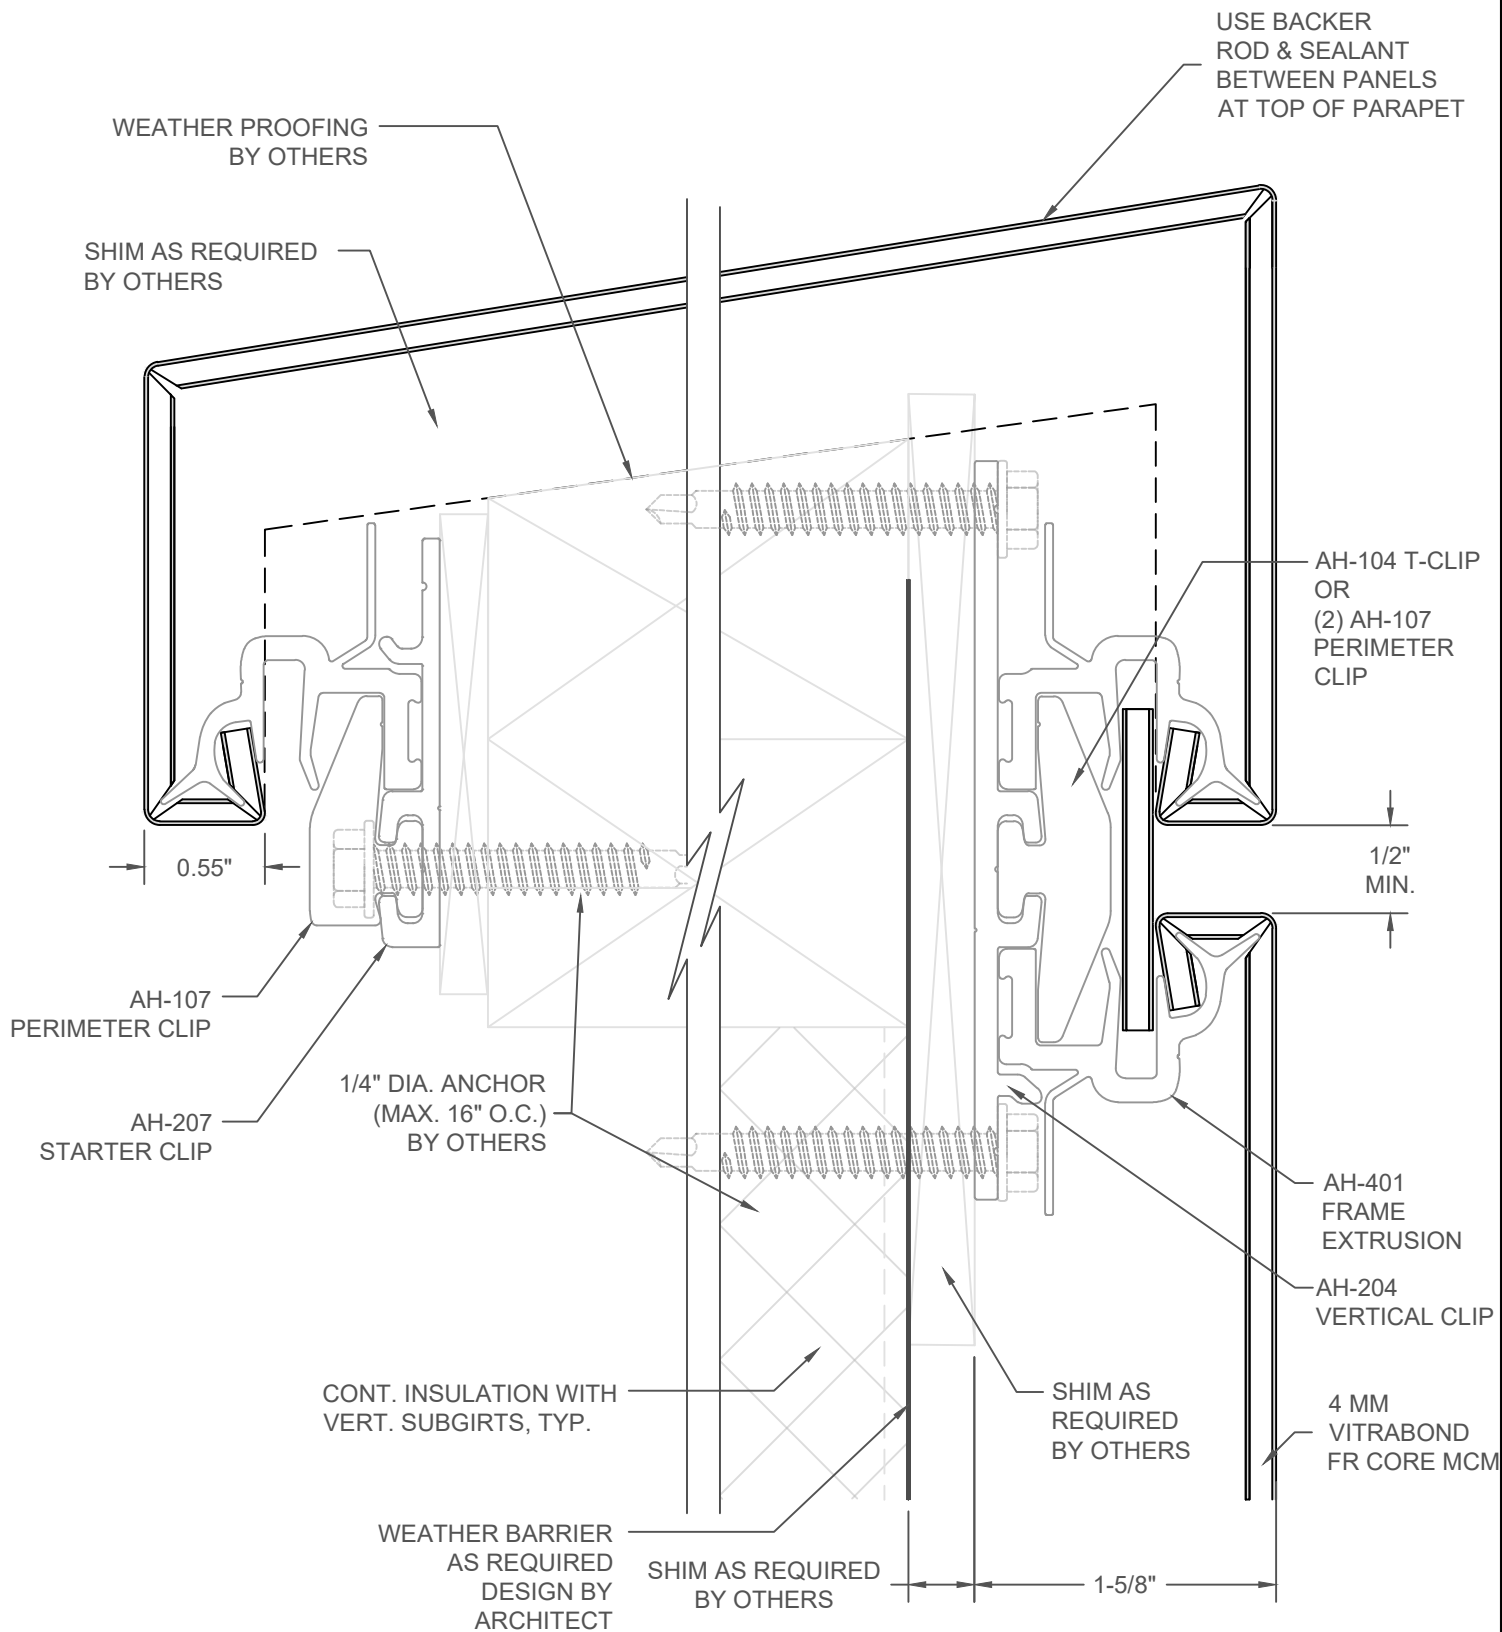 USE BACKER
ROD & SEALANT
BETWEEN PANELS
AT TOP OF PARAPET
WEATHER PROOFING
BY OTHERS
SHIM AS REQUIRED
BY OTHERS
AH-104 T-CLIP
OR
(2) AH-107
PERIMETER
CLIP
0.55"
1/2"
MIN.
AH-107
PERIMETER CLIP
1/4" DIA. ANCHOR
(MAX. 16" O.C.)
BY OTHERS
AH-207
STARTER CLIP
AH-401
FRAME
EXTRUSION
AH-204
VERTICAL CLIP
CONT. INSULATION WITH
VERT. SUBGIRTS, TYP.
SHIM AS
REQUIRED
BY OTHERS
4 MM
VITRABOND
FR CORE MCM
WEATHER BARRIER
AS REQUIRED
DESIGN BY
ARCHITECT
SHIM AS REQUIRED
BY OTHERS
1-5/8"